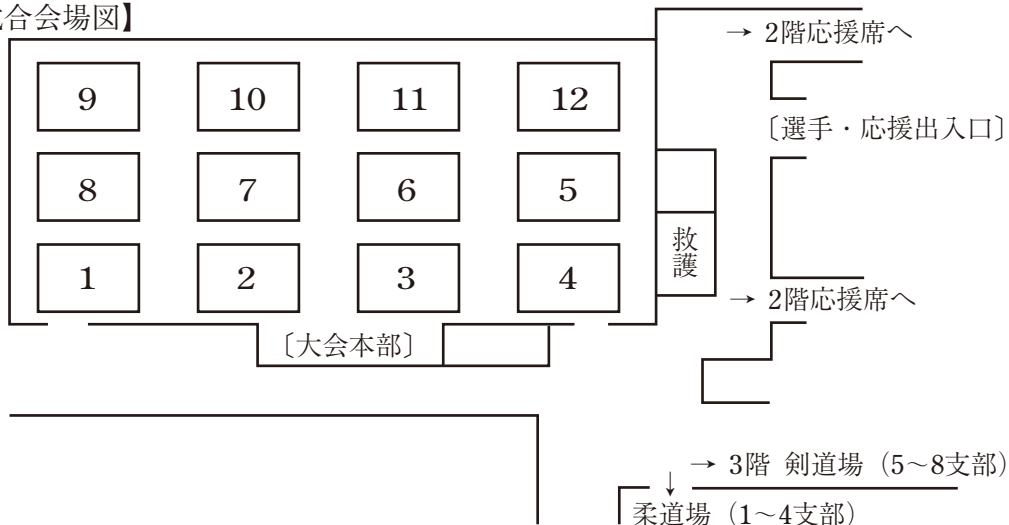 合会場図】
→ 2階応援席へ
9 10 11 12
〔選手・応援出入口〕
8 7 6 5
救護
1 2 3 4
→ 2階応援席へ
〔大会本部〕
→ 3階 剣道場（5～8支部）
↓
柔道場（1～4支部）